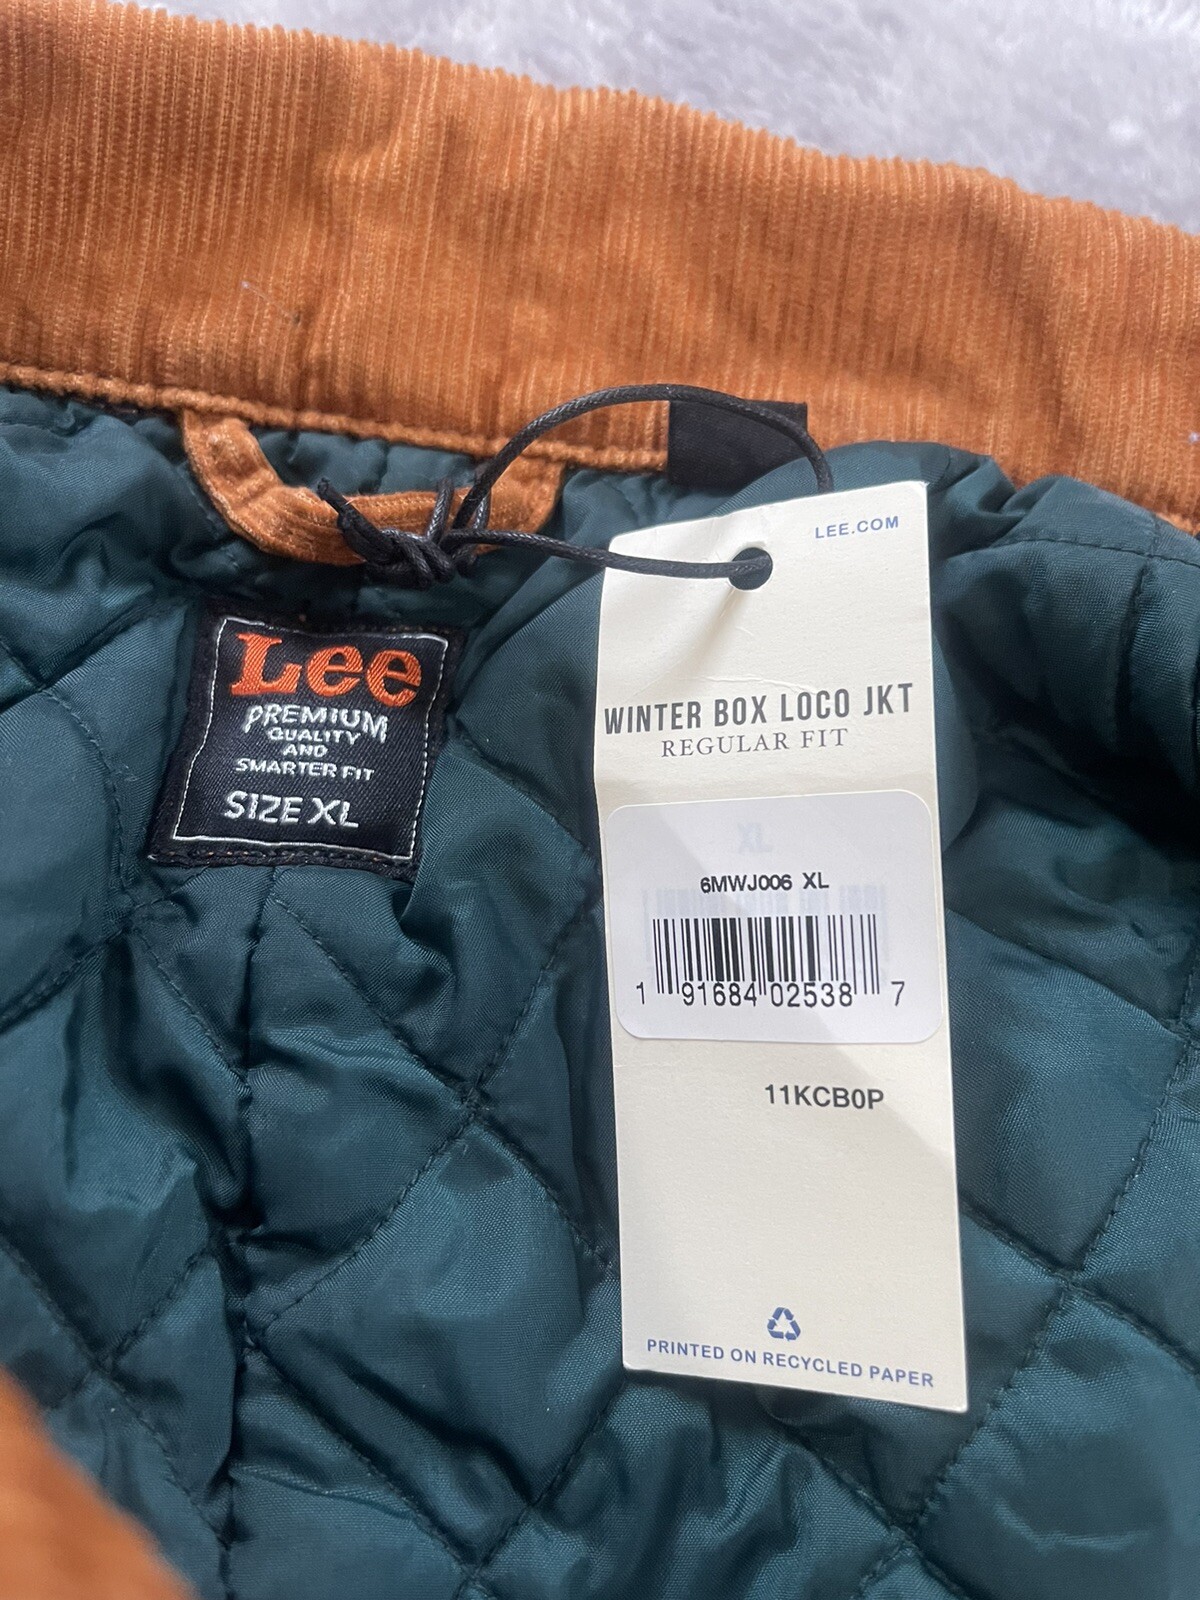 Lee
PREMIUM
QUALITY
AND
SMARTER FIT
SIZE XL
LEE.COM
WINTER BOX LOCO JKT
REGULAR FIT
XL
6MWJ006 XL
1 91684 02538 7
11KCB0P
PRINTED ON RECYCLED PAPER